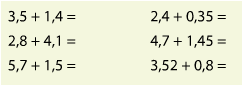 3,5 + 1,4 =
2,8 + 4,1 =
5,7 + 1,5 =
2,4 + 0,35 =
4,7 + 1,45 =
3,52 + 0,8 =